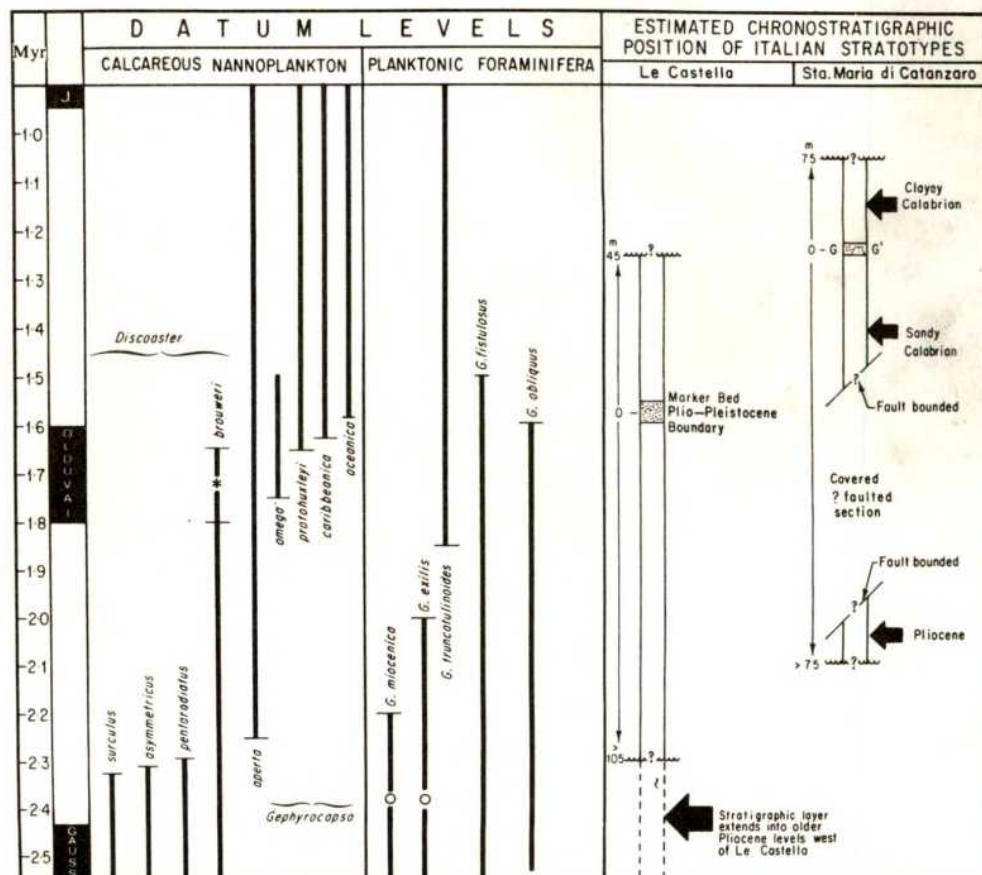 DATUM LEVELS
ESTIMATED CHRONOSTRATIGRAPHIC
POSITION OF ITALIAN STRATOTYPES
Myr
CALCAREOUS NANNOPLANKTON
PLANKTONIC FORAMINIFERA
Le Castella
Sta. Maria di Catanzaro
J
1·0
1·1
1·2
1·3
1·4
1·5
1·6
1·7
1·8
1·9
2·0
2·1
2·2
2·3
2·4
2·5
OLDUVAI
GAUSS
Discoaster
surculus
asymmetricus
pentaradiatus
brouweri
*
aperta
omega
protohuxleyi
caribbeanica
oceanica
Gephyrocapsa
G. miocenica
G. exilis
G. truncatulinoides
G. fistulosus
G. obliquus
m
45
?
0
Marker Bed
Plio–Pleistocene
Boundary
>
105
?
?
Stratigraphic layer
extends into older
Pliocene levels west
of Le Castella
m
75
?
Clayey
Calabrian
0 - G
G'
Sandy
Calabrian
?
Fault bounded
Covered
? faulted
section
Fault bounded
?
Pliocene
> 75
?